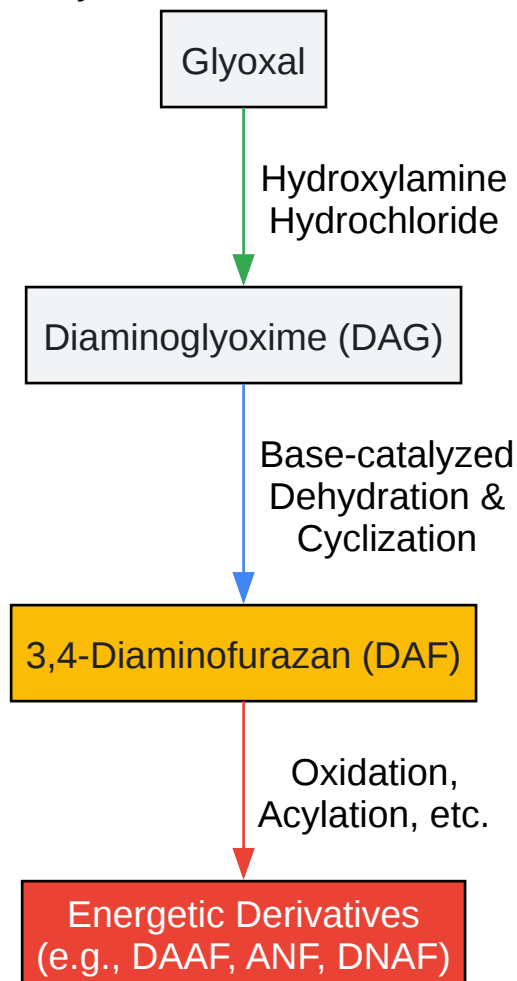 Glyoxal
Hydroxylamine
Hydrochloride
Diaminoglyoxime (DAG)
Base-catalyzed
Dehydration &
Cyclization
3,4-Diaminofurazan (DAF)
Oxidation,
Acylation, etc.
Energetic Derivatives
(e.g., DAAF, ANF, DNAF)